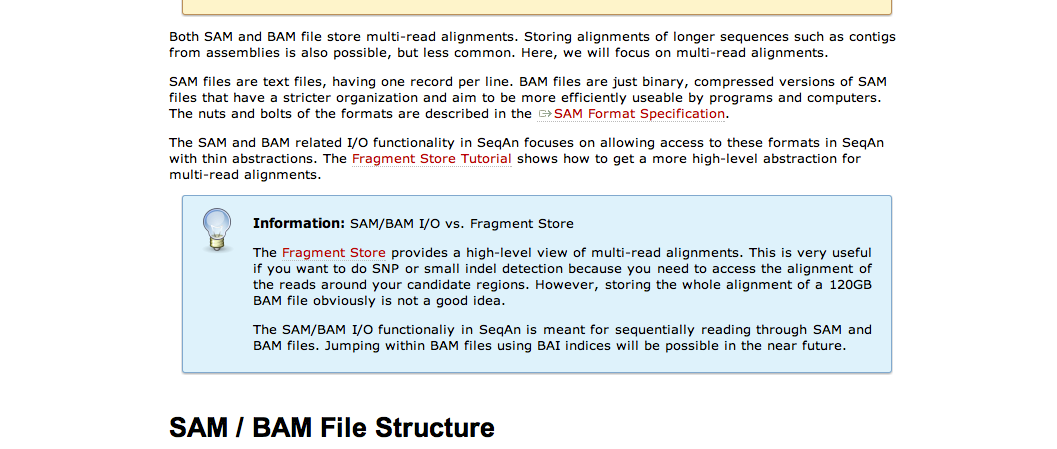 Both SAM and BAM file store multi-read alignments. Storing alignments of longer sequences such as contigs
from assemblies is also possible, but less common. Here, we will focus on multi-read alignments.
SAM files are text files, having one record per line. BAM files are just binary, compressed versions of SAM
files that have a stricter organization and aim to be more efficiently useable by programs and computers.
The nuts and bolts of the formats are described in the SAM Format Specification.
The SAM and BAM related I/O functionality in SeqAn focuses on allowing access to these formats in SeqAn
with thin abstractions. The Fragment Store Tutorial shows how to get a more high-level abstraction for
multi-read alignments.
Information: SAM/BAM I/O vs. Fragment Store
The Fragment Store provides a high-level view of multi-read alignments. This is very useful
if you want to do SNP or small indel detection because you need to access the alignment of
the reads around your candidate regions. However, storing the whole alignment of a 120GB
BAM file obviously is not a good idea.
The SAM/BAM I/O functionaliy in SeqAn is meant for sequentially reading through SAM and
BAM files. Jumping within BAM files using BAI indices will be possible in the near future.
SAM / BAM File Structure